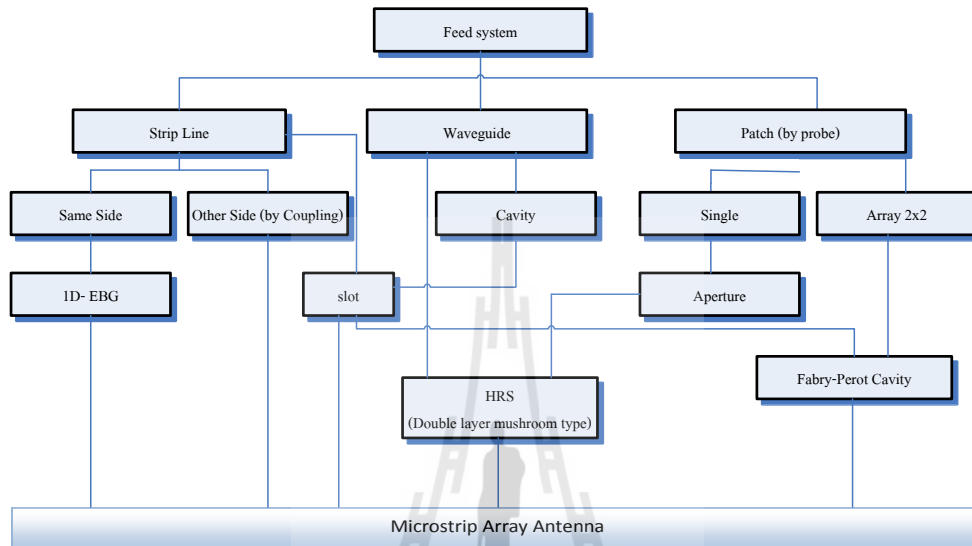 Feed system
Strip Line
Waveguide
Patch (by probe)
Same Side
Other Side (by Coupling)
Cavity
Single
Array 2x2
1D- EBG
slot
Aperture
Fabry-Perot Cavity
HRS
(Double layer mushroom type)
Microstrip Array Antenna